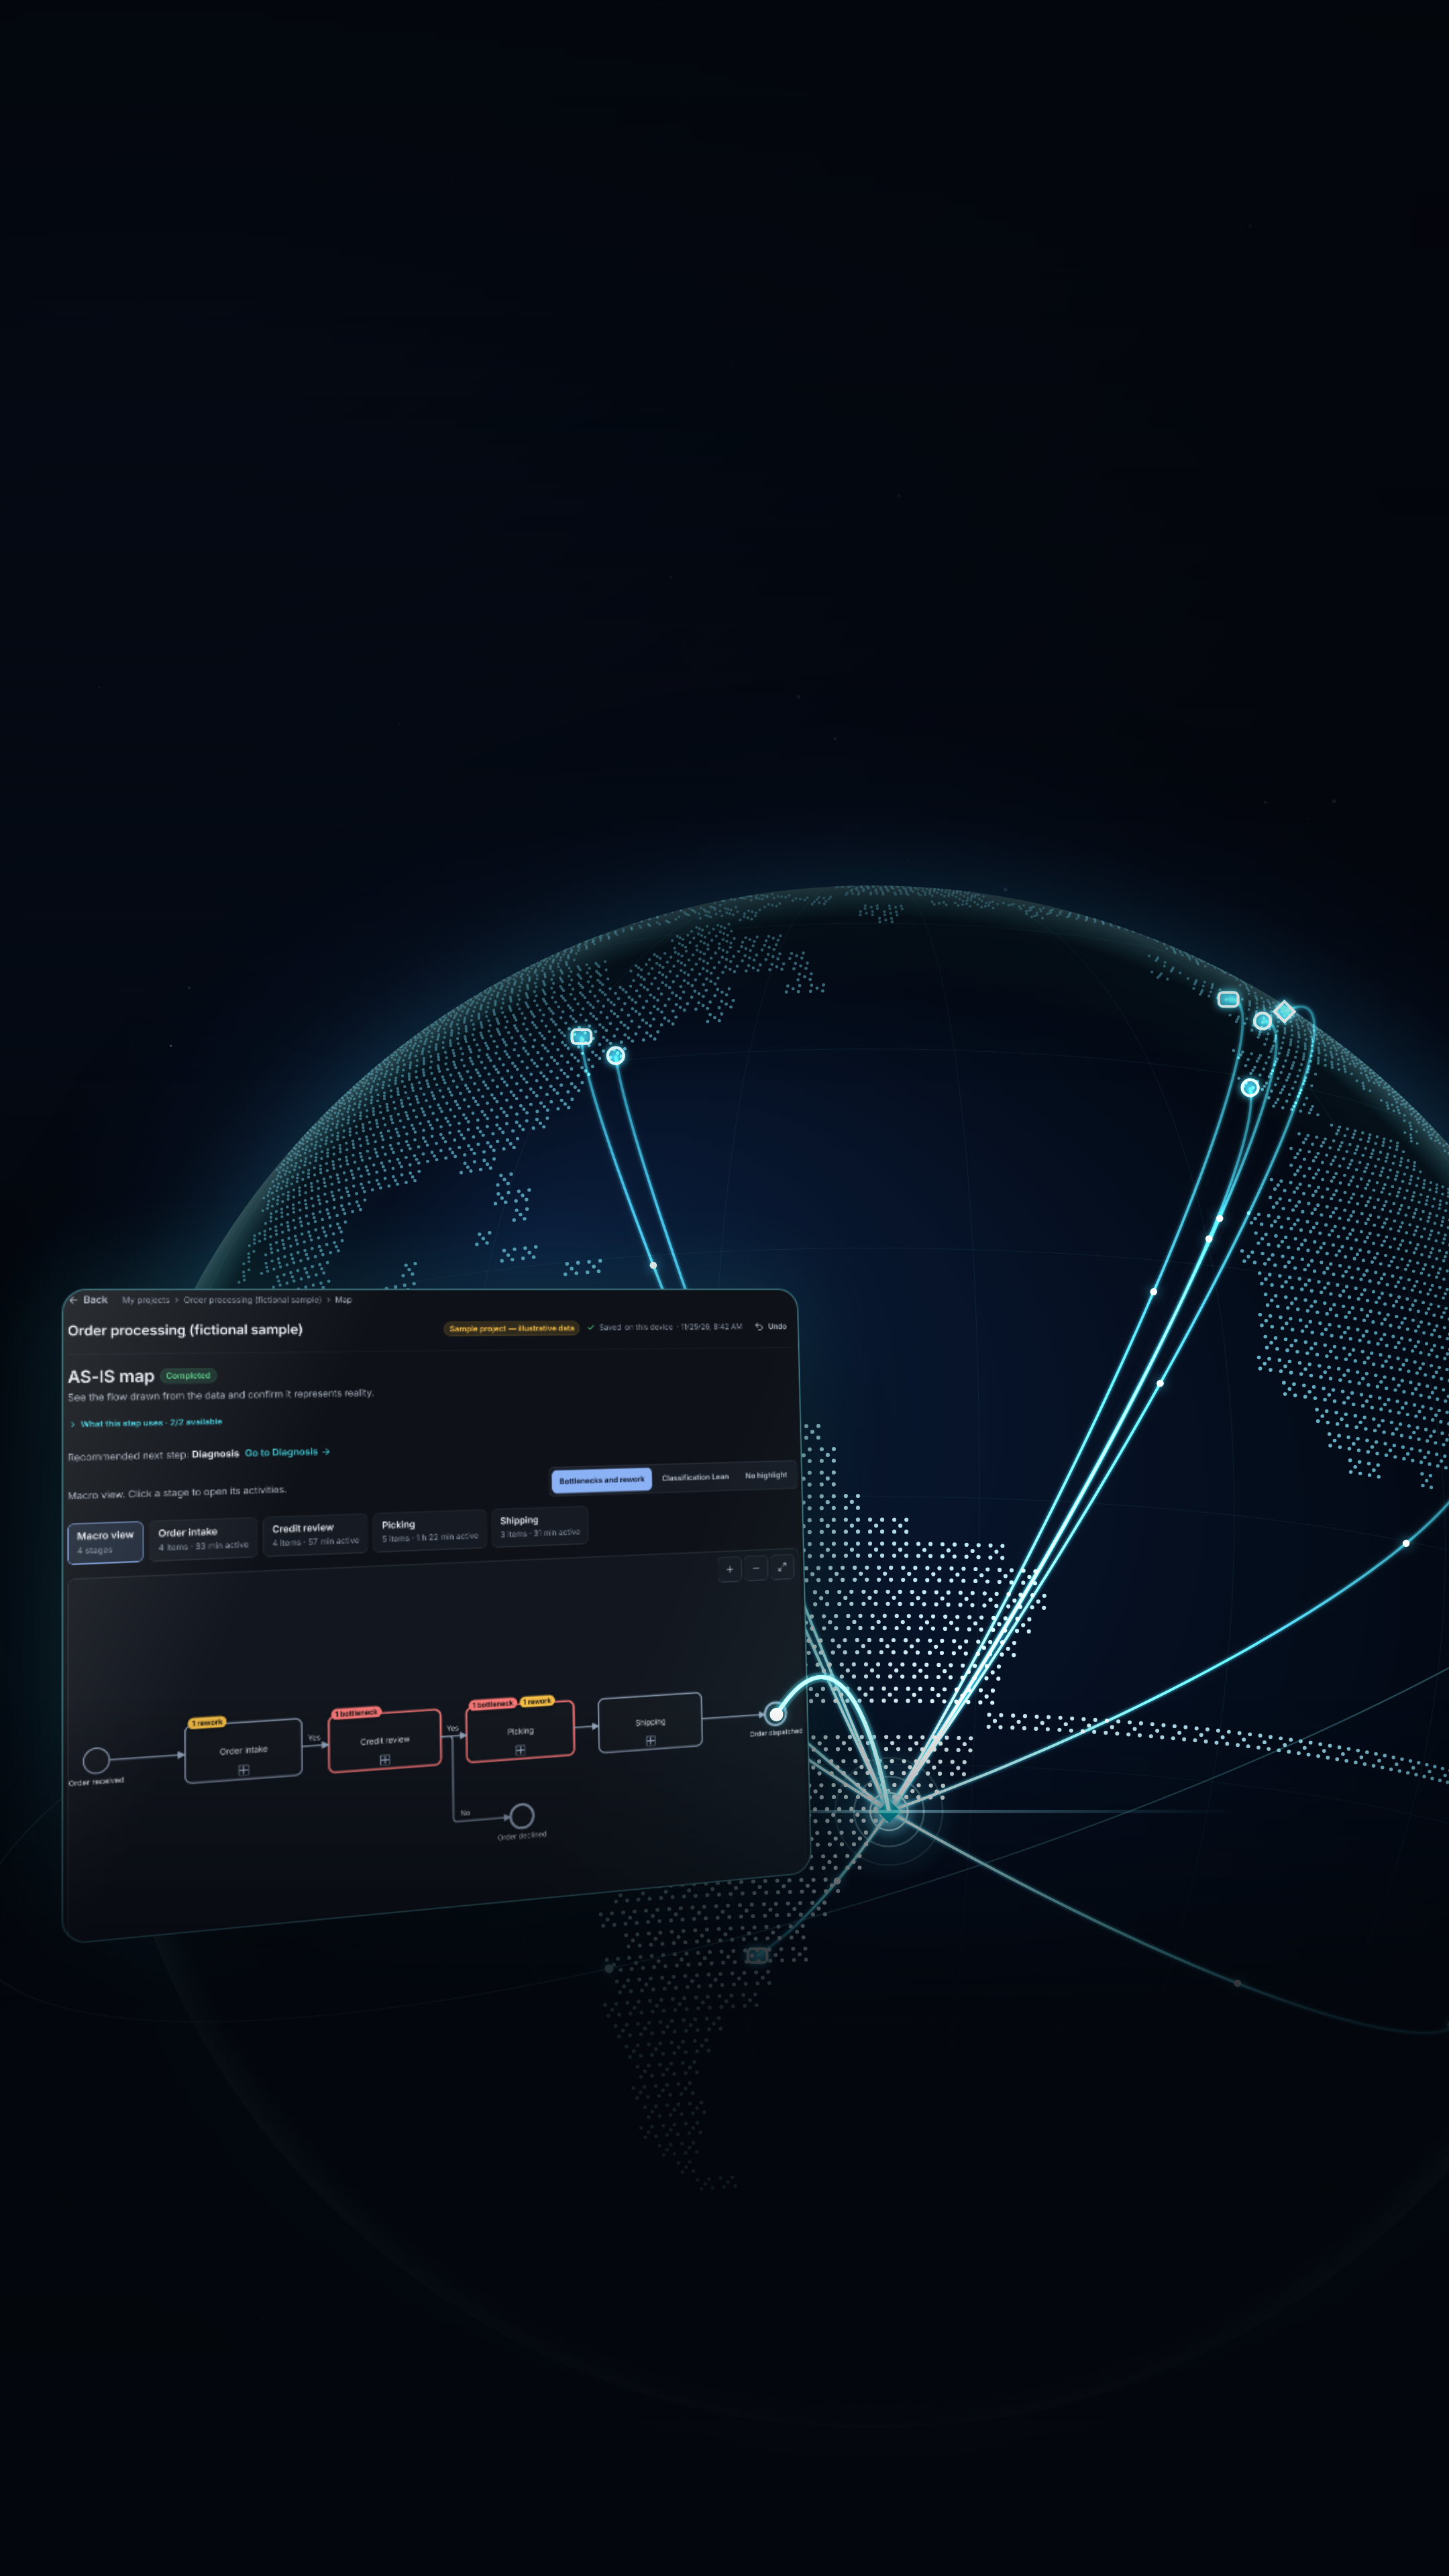 ← Back My projects > Order processing (fictional sample) > Map
Order processing (fictional sample) Sample project — illustrative data ✓ Saved on this device · 11/25/26, 8:42 AM Undo
AS-IS map Completed
See the flow drawn from the data and confirm it represents reality.
> What this step uses · 2/2 available
Recommended next step: Diagnosis Go to Diagnosis →
Macro view. Click a stage to open its activities.
Bottlenecks and rework Classification Lean No highlight
Macro view
4 stages
Order intake
4 items · 33 min active
Credit review
4 items · 57 min active
Picking
5 items · 1 h 22 min active
Shipping
3 items · 31 min active
Order received
1 rework
Order intake
Yes
1 bottleneck
Credit review
Yes
1 bottleneck 1 rework
Picking
Shipping
Order dispatched
No
Order declined